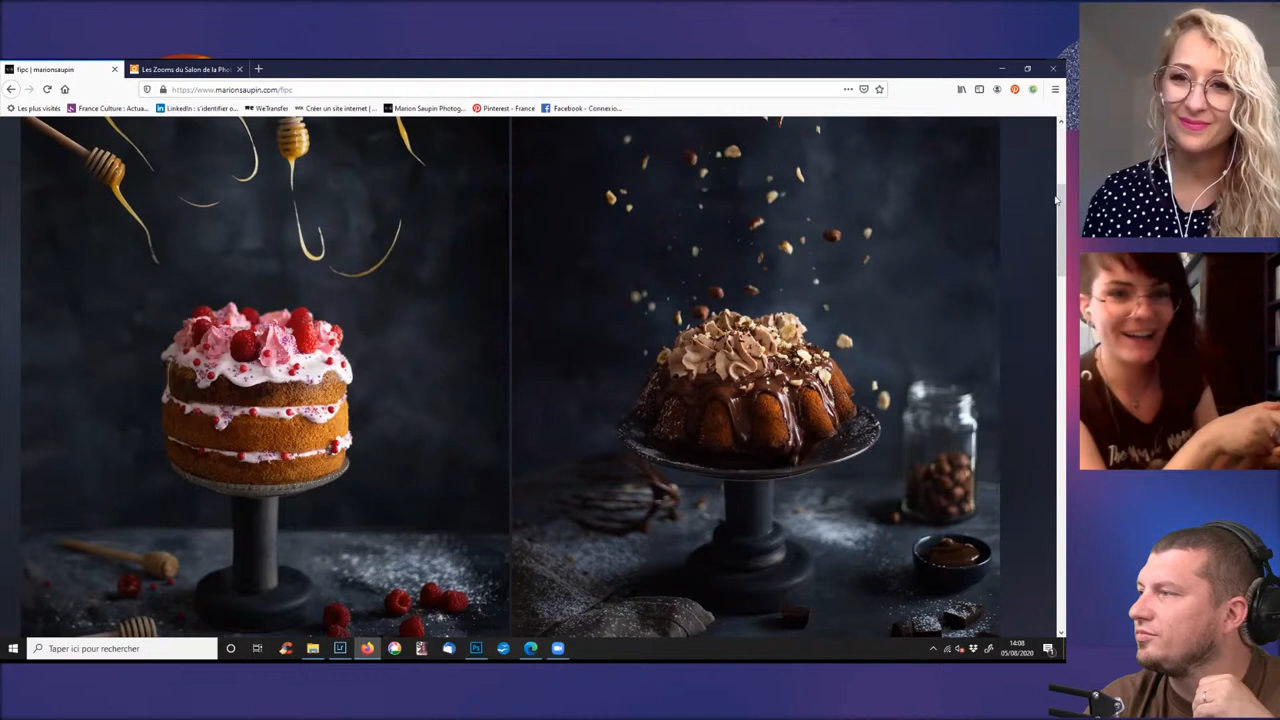 fipc | marionsaupin
Les Zooms du Salon de la Pho
https://www.marionsaupin.com/fipc
Les plus visités
France Culture : Actua...
LinkedIn : s'identifier o...
WeTransfer
Créer un site internet |...
Marion Saupin Photog...
Pinterest - France
Facebook - Connexio...
Taper ici pour rechercher
14:08
05/08/2020